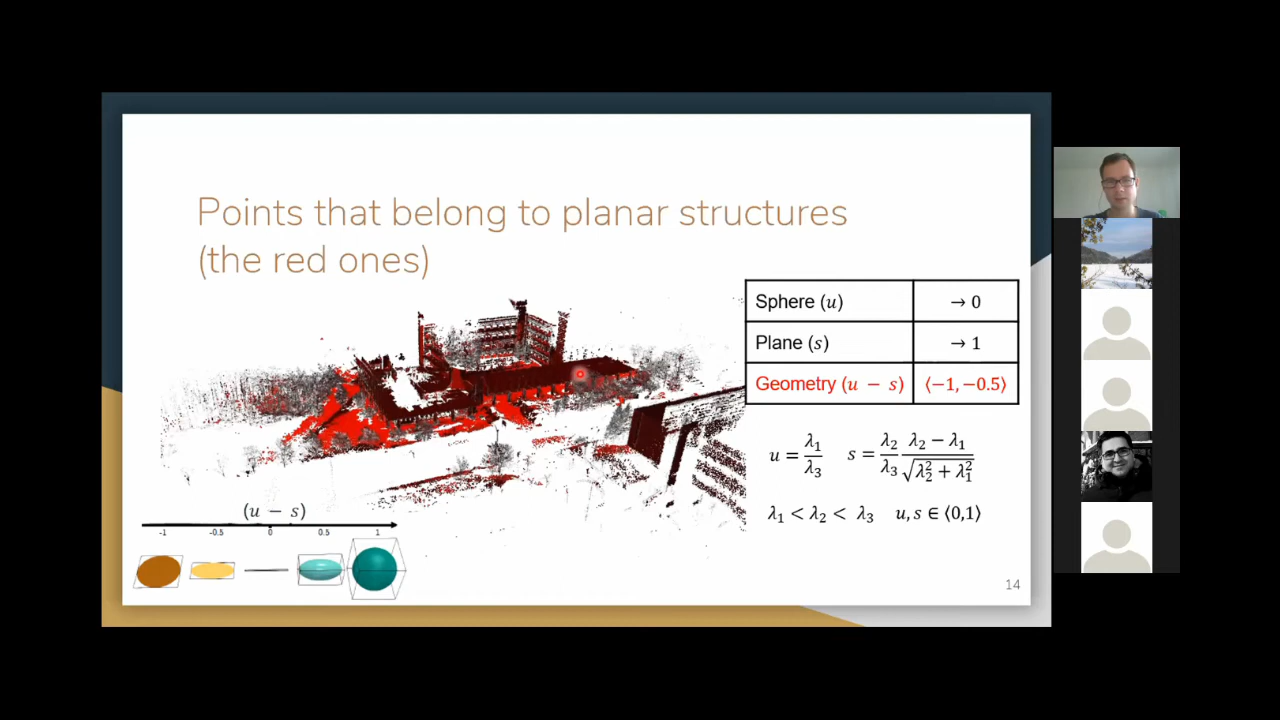 Points that belong to planar structures
(the red ones)
Sphere (u) → 0
Plane (s) → 1
Geometry (u − s) ⟨−1, −0.5⟩
u = λ₁/λ₃ s = λ₂/λ₃ (λ₂ − λ₁)/√(λ₂² + λ₁²)
λ₁ < λ₂ < λ₃ u, s ∈ ⟨0,1⟩
(u − s)
-1 -0.5 0 0.5 1
14